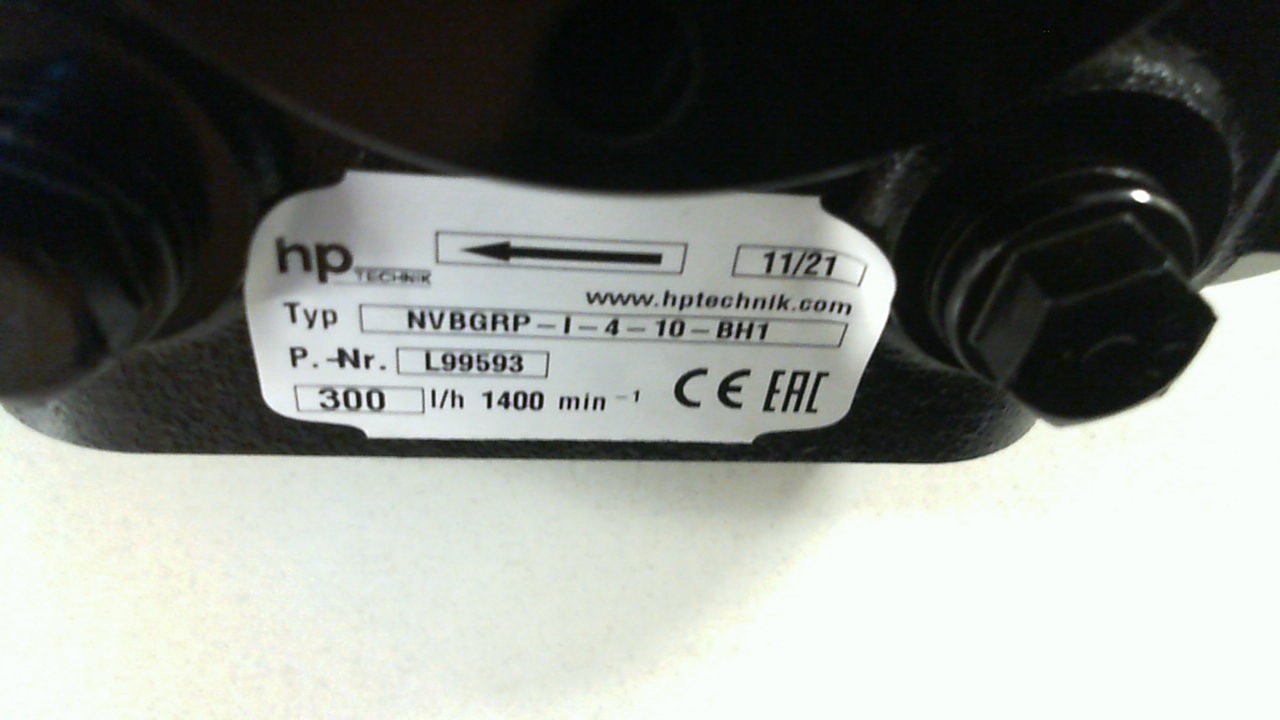 hp TECHNIK 11/21
www.hptechnik.com
Typ NVBGRP-I-4-10-BH1
P.-Nr. L99593
300 l/h 1400 min⁻¹ CE EAC